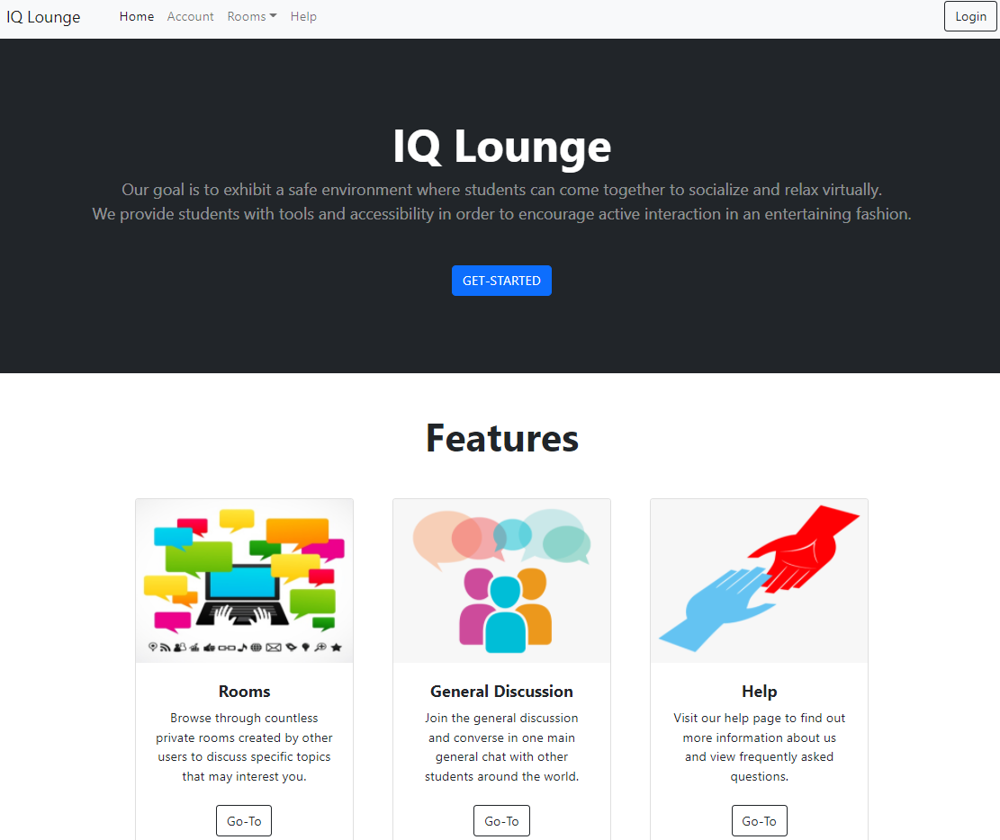 IQ Lounge Home Account Rooms Help Login
IQ Lounge
Our goal is to exhibit a safe environment where students can come together to socialize and relax virtually.
We provide students with tools and accessibility in order to encourage active interaction in an entertaining fashion.
GET-STARTED
Features
Rooms
Browse through countless
private rooms created by other
users to discuss specific topics
that may interest you.
Go-To
General Discussion
Join the general discussion
and converse in one main
general chat with other
students around the world.
Go-To
Help
Visit our help page to find out
more information about us
and view frequently asked
questions.
Go-To